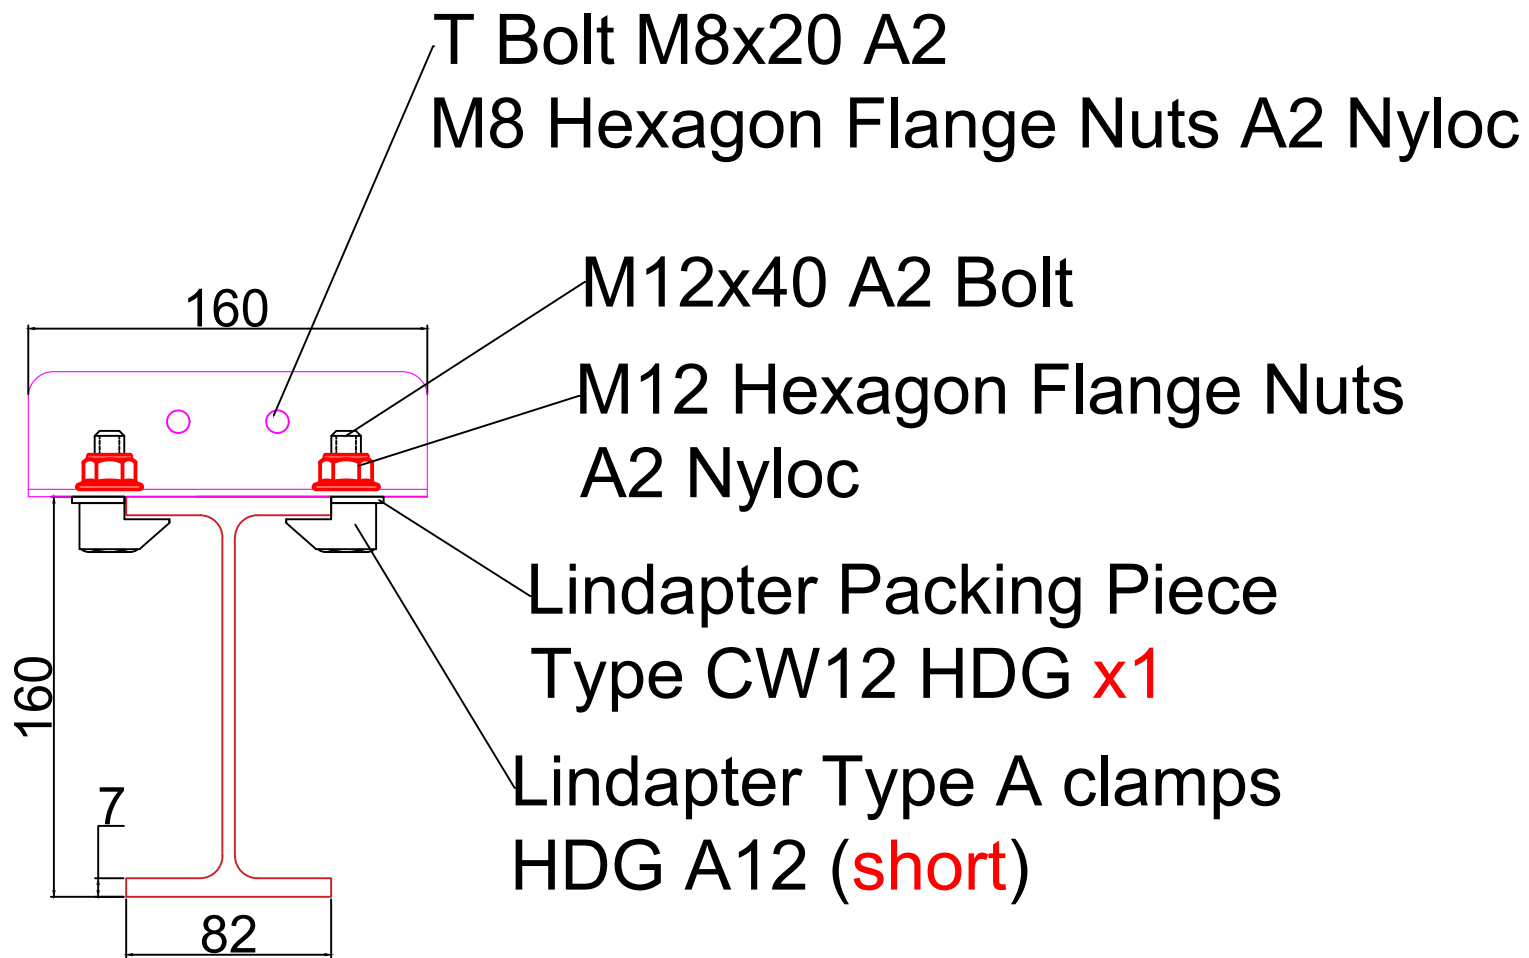 T Bolt M8x20 A2
M8 Hexagon Flange Nuts A2 Nyloc
M12x40 A2 Bolt
160
M12 Hexagon Flange Nuts
A2 Nyloc
Lindapter Packing Piece
Type CW12 HDG x1
160
Lindapter Type A clamps
7
HDG A12 (short)
82